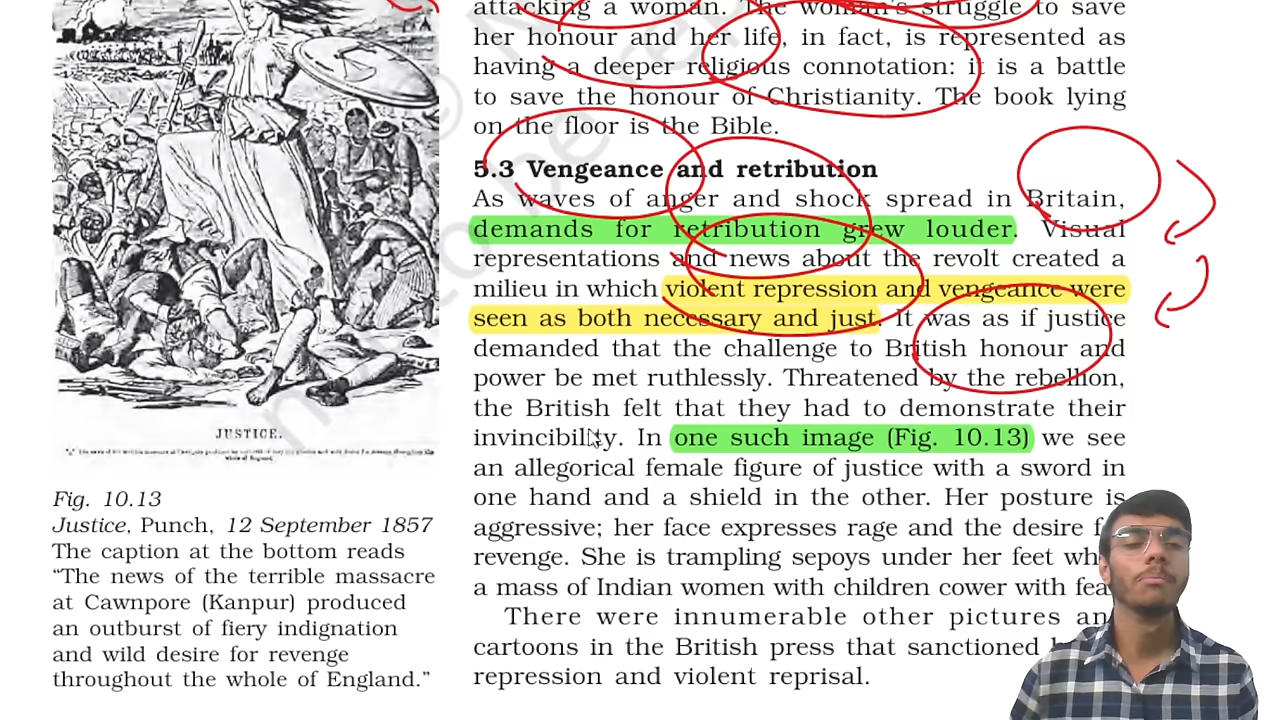 attacking a woman. The woman's struggle to save
her honour and her life, in fact, is represented as
having a deeper religious connotation: it is a battle
to save the honour of Christianity. The book lying
on the floor is the Bible.
5.3 Vengeance and retribution
As waves of anger and shock spread in Britain,
demands for retribution grew louder. Visual
representations and news about the revolt created a
milieu in which violent repression and vengeance were
seen as both necessary and just. It was as if justice
demanded that the challenge to British honour and
power be met ruthlessly. Threatened by the rebellion,
the British felt that they had to demonstrate their
invincibility. In one such image (Fig. 10.13) we see
an allegorical female figure of justice with a sword in
one hand and a shield in the other. Her posture is
aggressive; her face expresses rage and the desire
revenge. She is trampling sepoys under her feet
a mass of Indian women with children cower with
There were innumerable other pictures
cartoons in the British press that sanctioned
repression and violent reprisal.
JUSTICE.
Fig. 10.13
Justice, Punch, 12 September 1857
The caption at the bottom reads
“The news of the terrible massacre
at Cawnpore (Kanpur) produced
an outburst of fiery indignation
and wild desire for revenge
throughout the whole of England.”